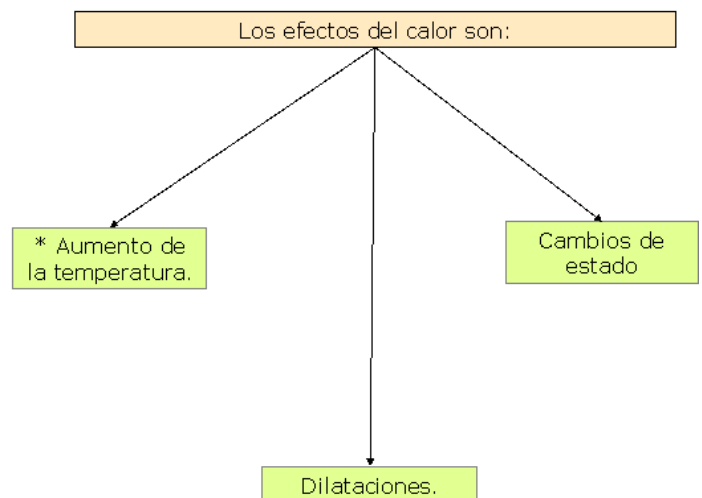 Los efectos del calor son:
* Aumento de
la temperatura.
Cambios de
estado
Dilataciones.